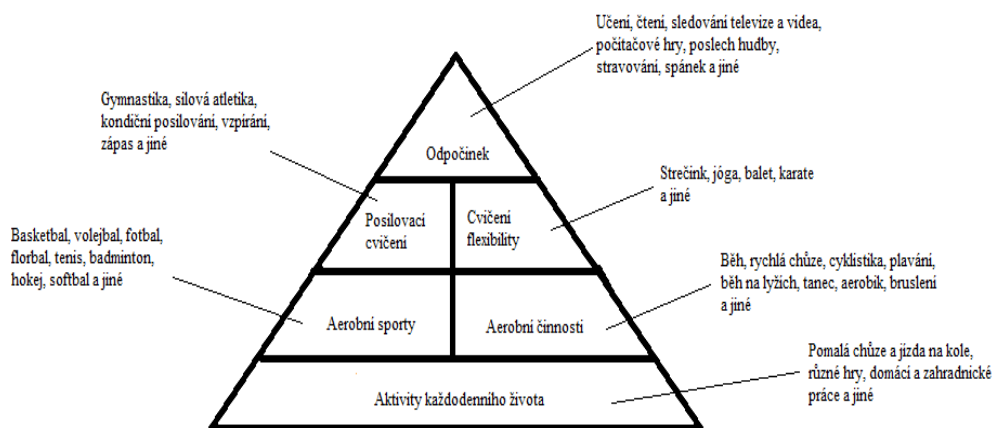 Učení, čtení, sledování televize a videa,
počítačové hry, poslech hudby,
stravování, spánek a jiné
Gymnastika, silová atletika,
kondiční posilování, vzpírání,
zápas a jiné
Odpočinek
Strečink, jóga, balet, karate
a jiné
Posilovací
cvičení
Cvičení
flexibility
Basketbal, volejbal, fotbal,
florbal, tenis, badminton,
hokej, softbal a jiné
Běh, rychlá chůze, cyklistika, plavání,
běh na lyžích, tanec, aerobik, bruslení
a jiné
Aerobní sporty
Aerobní činnosti
Pomalá chůze a jízda na kole,
různé hry, domácí a zahradnické
práce a jiné
Aktivity každodenního života